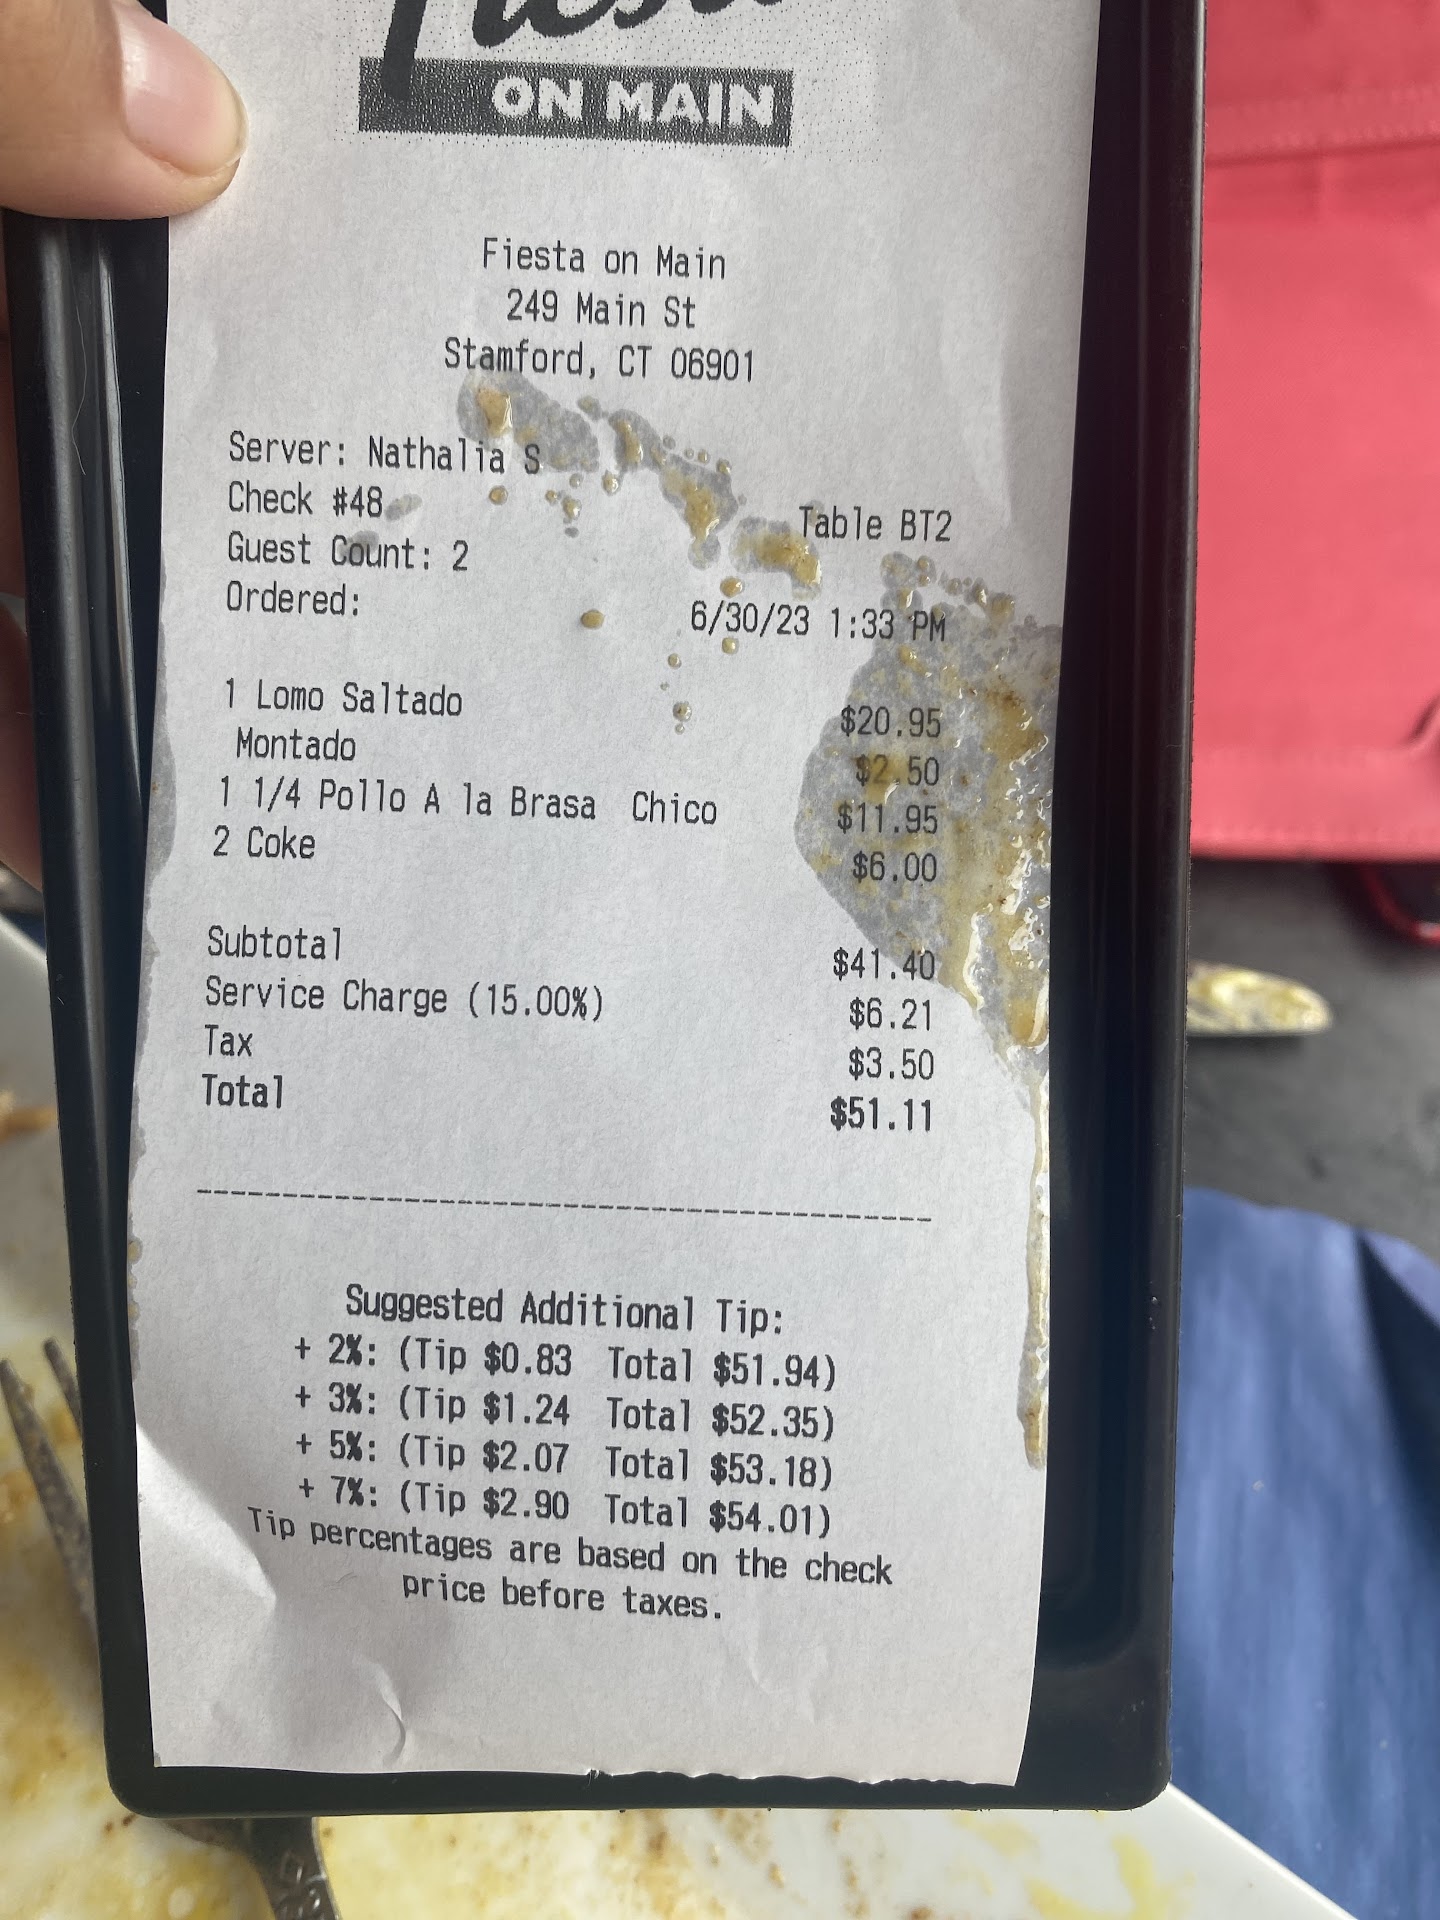 ON MAIN
Fiesta on Main
249 Main St
Stamford, CT 06901
Server: Nathalia S
Check #48 Table BT2
Guest Count: 2
Ordered: 6/30/23 1:33 PM
1 Lomo Saltado $20.95
Montado $2.50
1 1/4 Pollo A la Brasa Chico $11.95
2 Coke $6.00
Subtotal $41.40
Service Charge (15.00%) $6.21
Tax $3.50
Total $51.11
Suggested Additional Tip:
+ 2%: (Tip $0.83 Total $51.94)
+ 3%: (Tip $1.24 Total $52.35)
+ 5%: (Tip $2.07 Total $53.18)
+ 7%: (Tip $2.90 Total $54.01)
Tip percentages are based on the check
price before taxes.